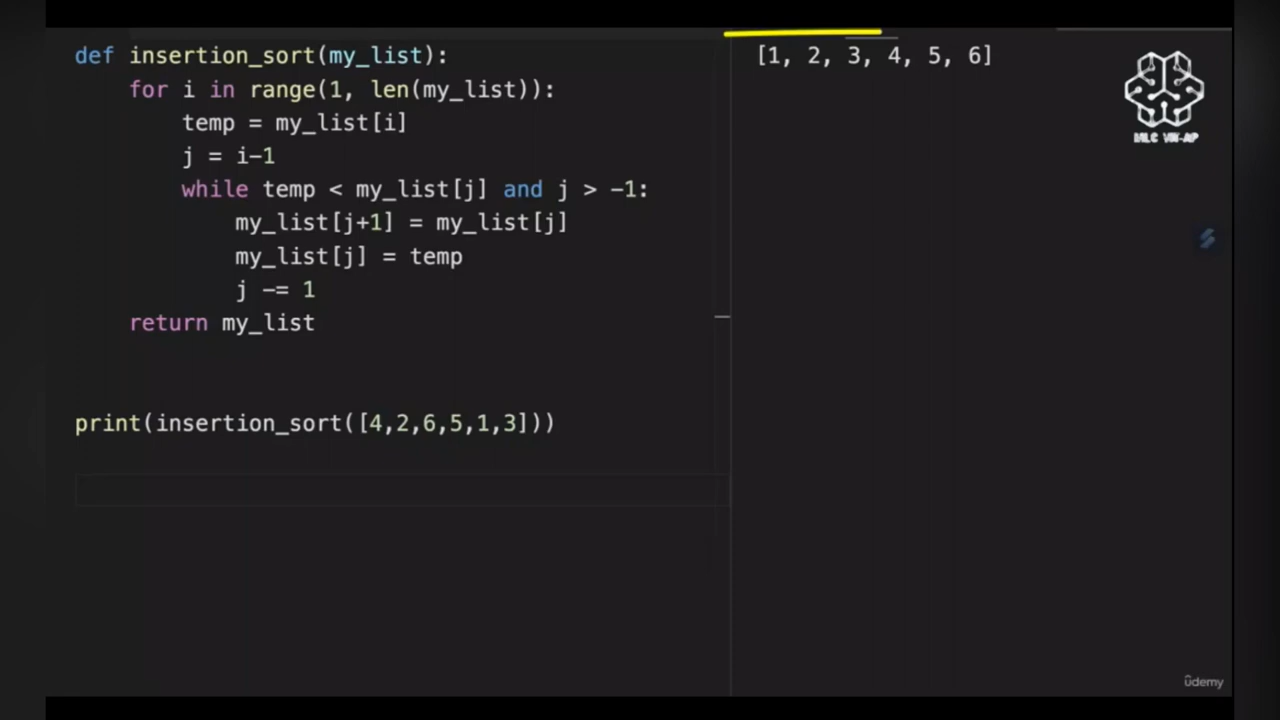 def insertion_sort(my_list):
    for i in range(1, len(my_list)):
        temp = my_list[i]
        j = i-1
        while temp < my_list[j] and j > -1:
            my_list[j+1] = my_list[j]
            my_list[j] = temp
            j -= 1
    return my_list
print(insertion_sort([4,2,6,5,1,3]))
[1, 2, 3, 4, 5, 6]
udemy